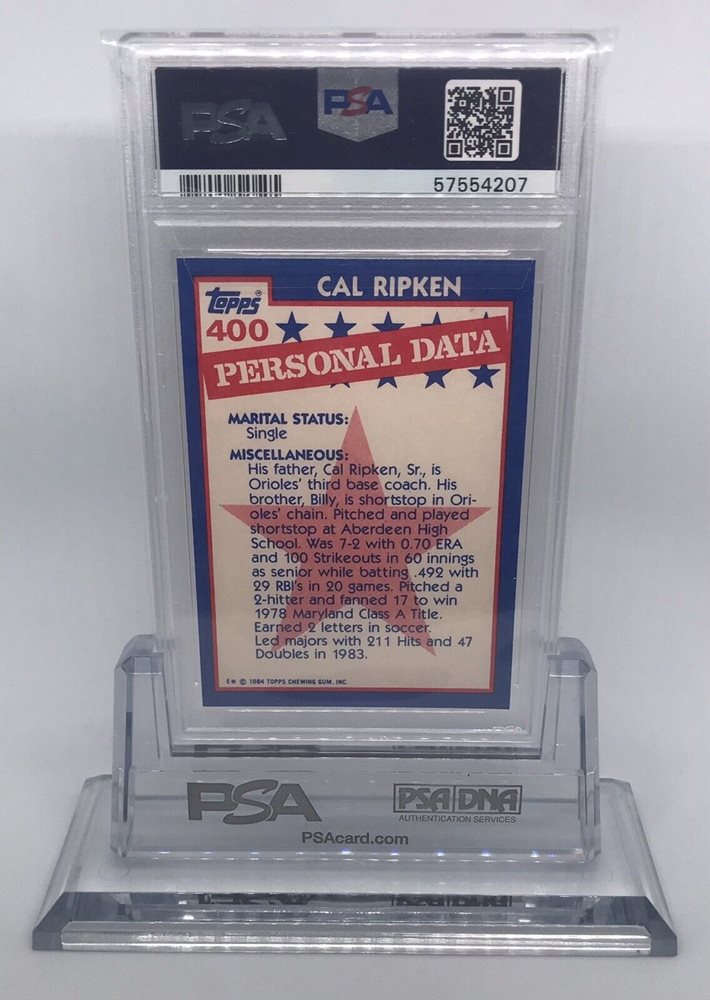 PSA
PSA
57554207
CAL RIPKEN
Topps®
400
PERSONAL DATA
MARITAL STATUS:
Single
MISCELLANEOUS:
His father, Cal Ripken, Sr., is
Orioles' third base coach. His
brother, Billy, is shortstop in Ori-
oles' chain. Pitched and played
shortstop at Aberdeen High
School. Was 7-2 with 0.70 ERA
and 100 Strikeouts in 60 innings
as senior while batting .492 with
29 RBI's in 20 games. Pitched a
2-hitter and fanned 17 to win
1978 Maryland Class A Title.
Earned 2 letters in soccer.
Led majors with 211 Hits and 47
Doubles in 1983.
E* © 1984 TOPPS CHEWING GUM, INC.
PSA
PSA DNA
AUTHENTICATION SERVICES
PSAcard.com